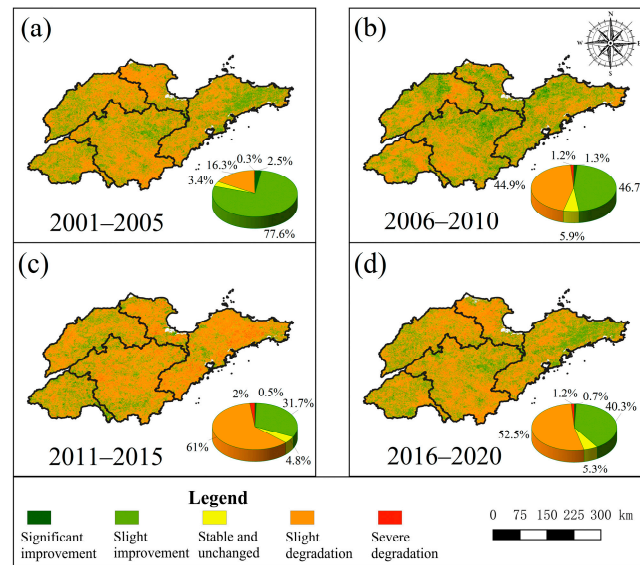 (a)
16.3%
0.3%
2.5%
3.4%
77.6%
2001–2005
(b)
N
W
E
S
1.2%
1.3%
44.9%
46.7
5.9%
2006–2010
(c)
2%
0.5%
31.7%
61%
4.8%
2011–2015
(d)
1.2%
0.7%
40.3%
52.5%
5.3%
2016–2020
Legend
Significant improvement
Slight improvement
Stable and unchanged
Slight degradation
Severe degradation
0 75 150 225 300 km